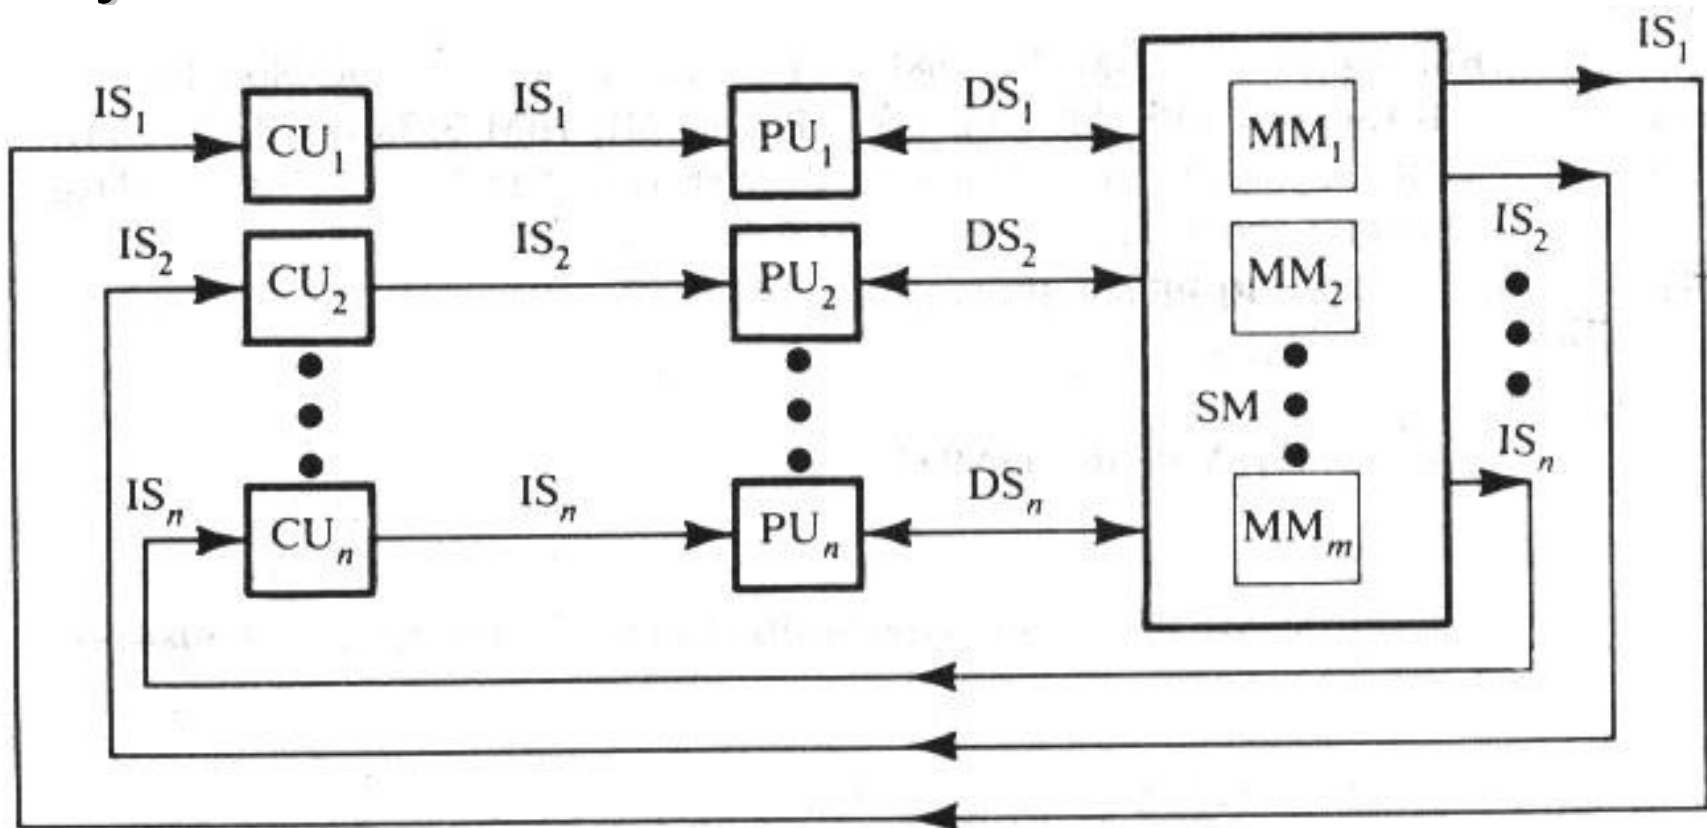 IS₁
IS₁ CU₁ IS₁ PU₁ DS₁ MM₁
IS₂ CU₂ IS₂ PU₂ DS₂ MM₂ IS₂
SM
ISₙ CUₙ ISₙ PUₙ DSₙ MMₘ ISₙ